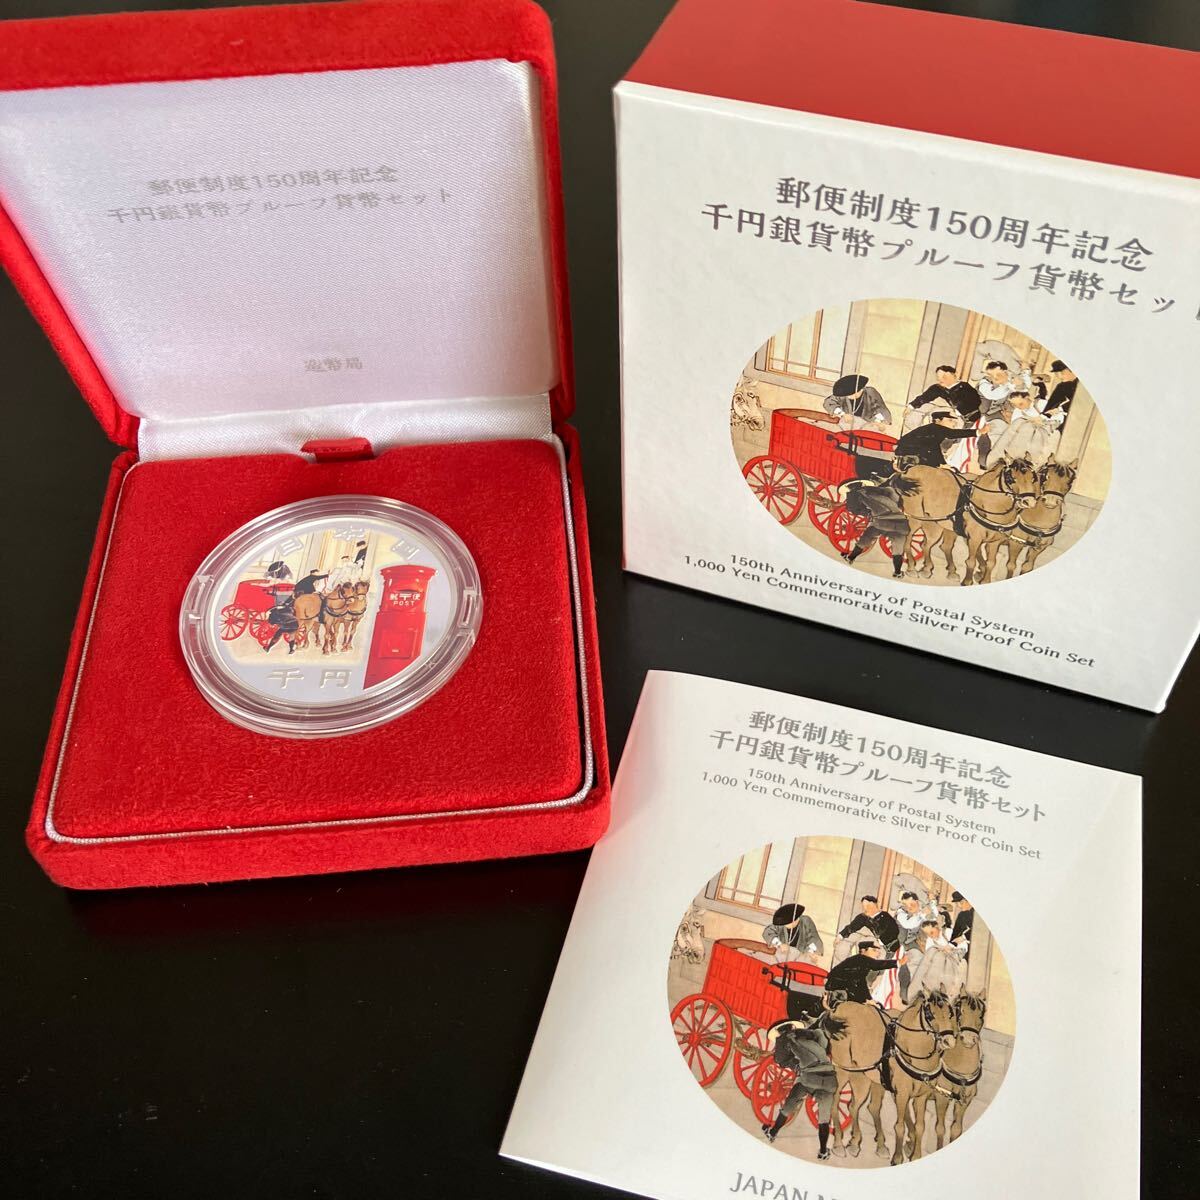 郵便制度150周年記念
千円銀貨幣プルーフ貨幣セット
造幣局
日本国
郵〒便
POST
千円
郵便制度150周年記念
千円銀貨幣プルーフ貨幣セット
150th Anniversary of Postal System
1,000 Yen Commemorative Silver Proof Coin Set
郵便制度150周年記念
千円銀貨幣プルーフ貨幣セット
150th Anniversary of Postal System
1,000 Yen Commemorative Silver Proof Coin Set
JAPAN